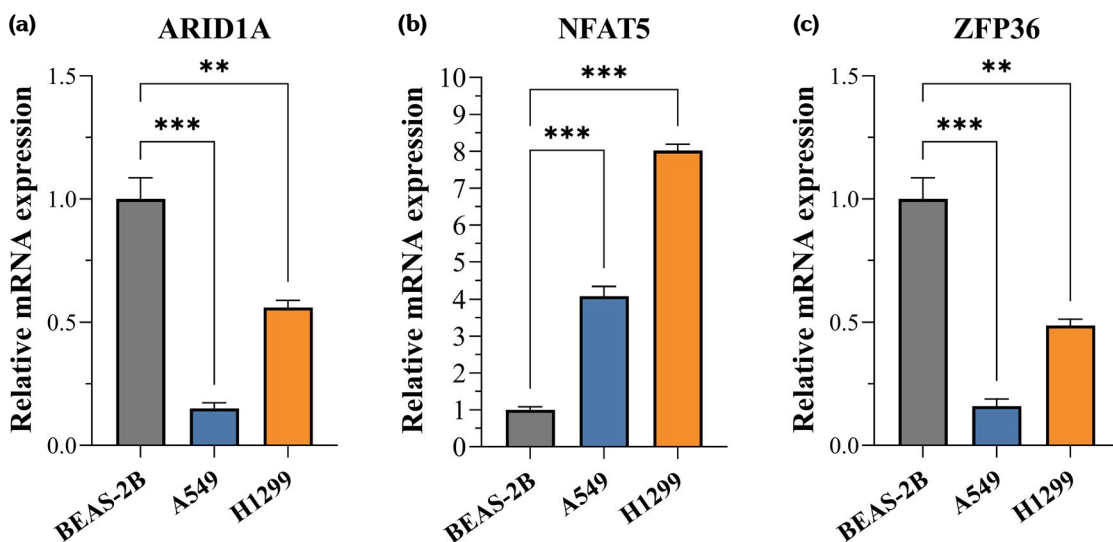 (a)
ARID1A
Relative mRNA expression
1.5
1.0
0.5
0.0
**
***
BEAS-2B
A549
H1299
(b)
NFAT5
Relative mRNA expression
10
9
8
7
6
5
4
3
2
1
0
***
***
BEAS-2B
A549
H1299
(c)
ZFP36
Relative mRNA expression
1.5
1.0
0.5
0.0
**
***
BEAS-2B
A549
H1299